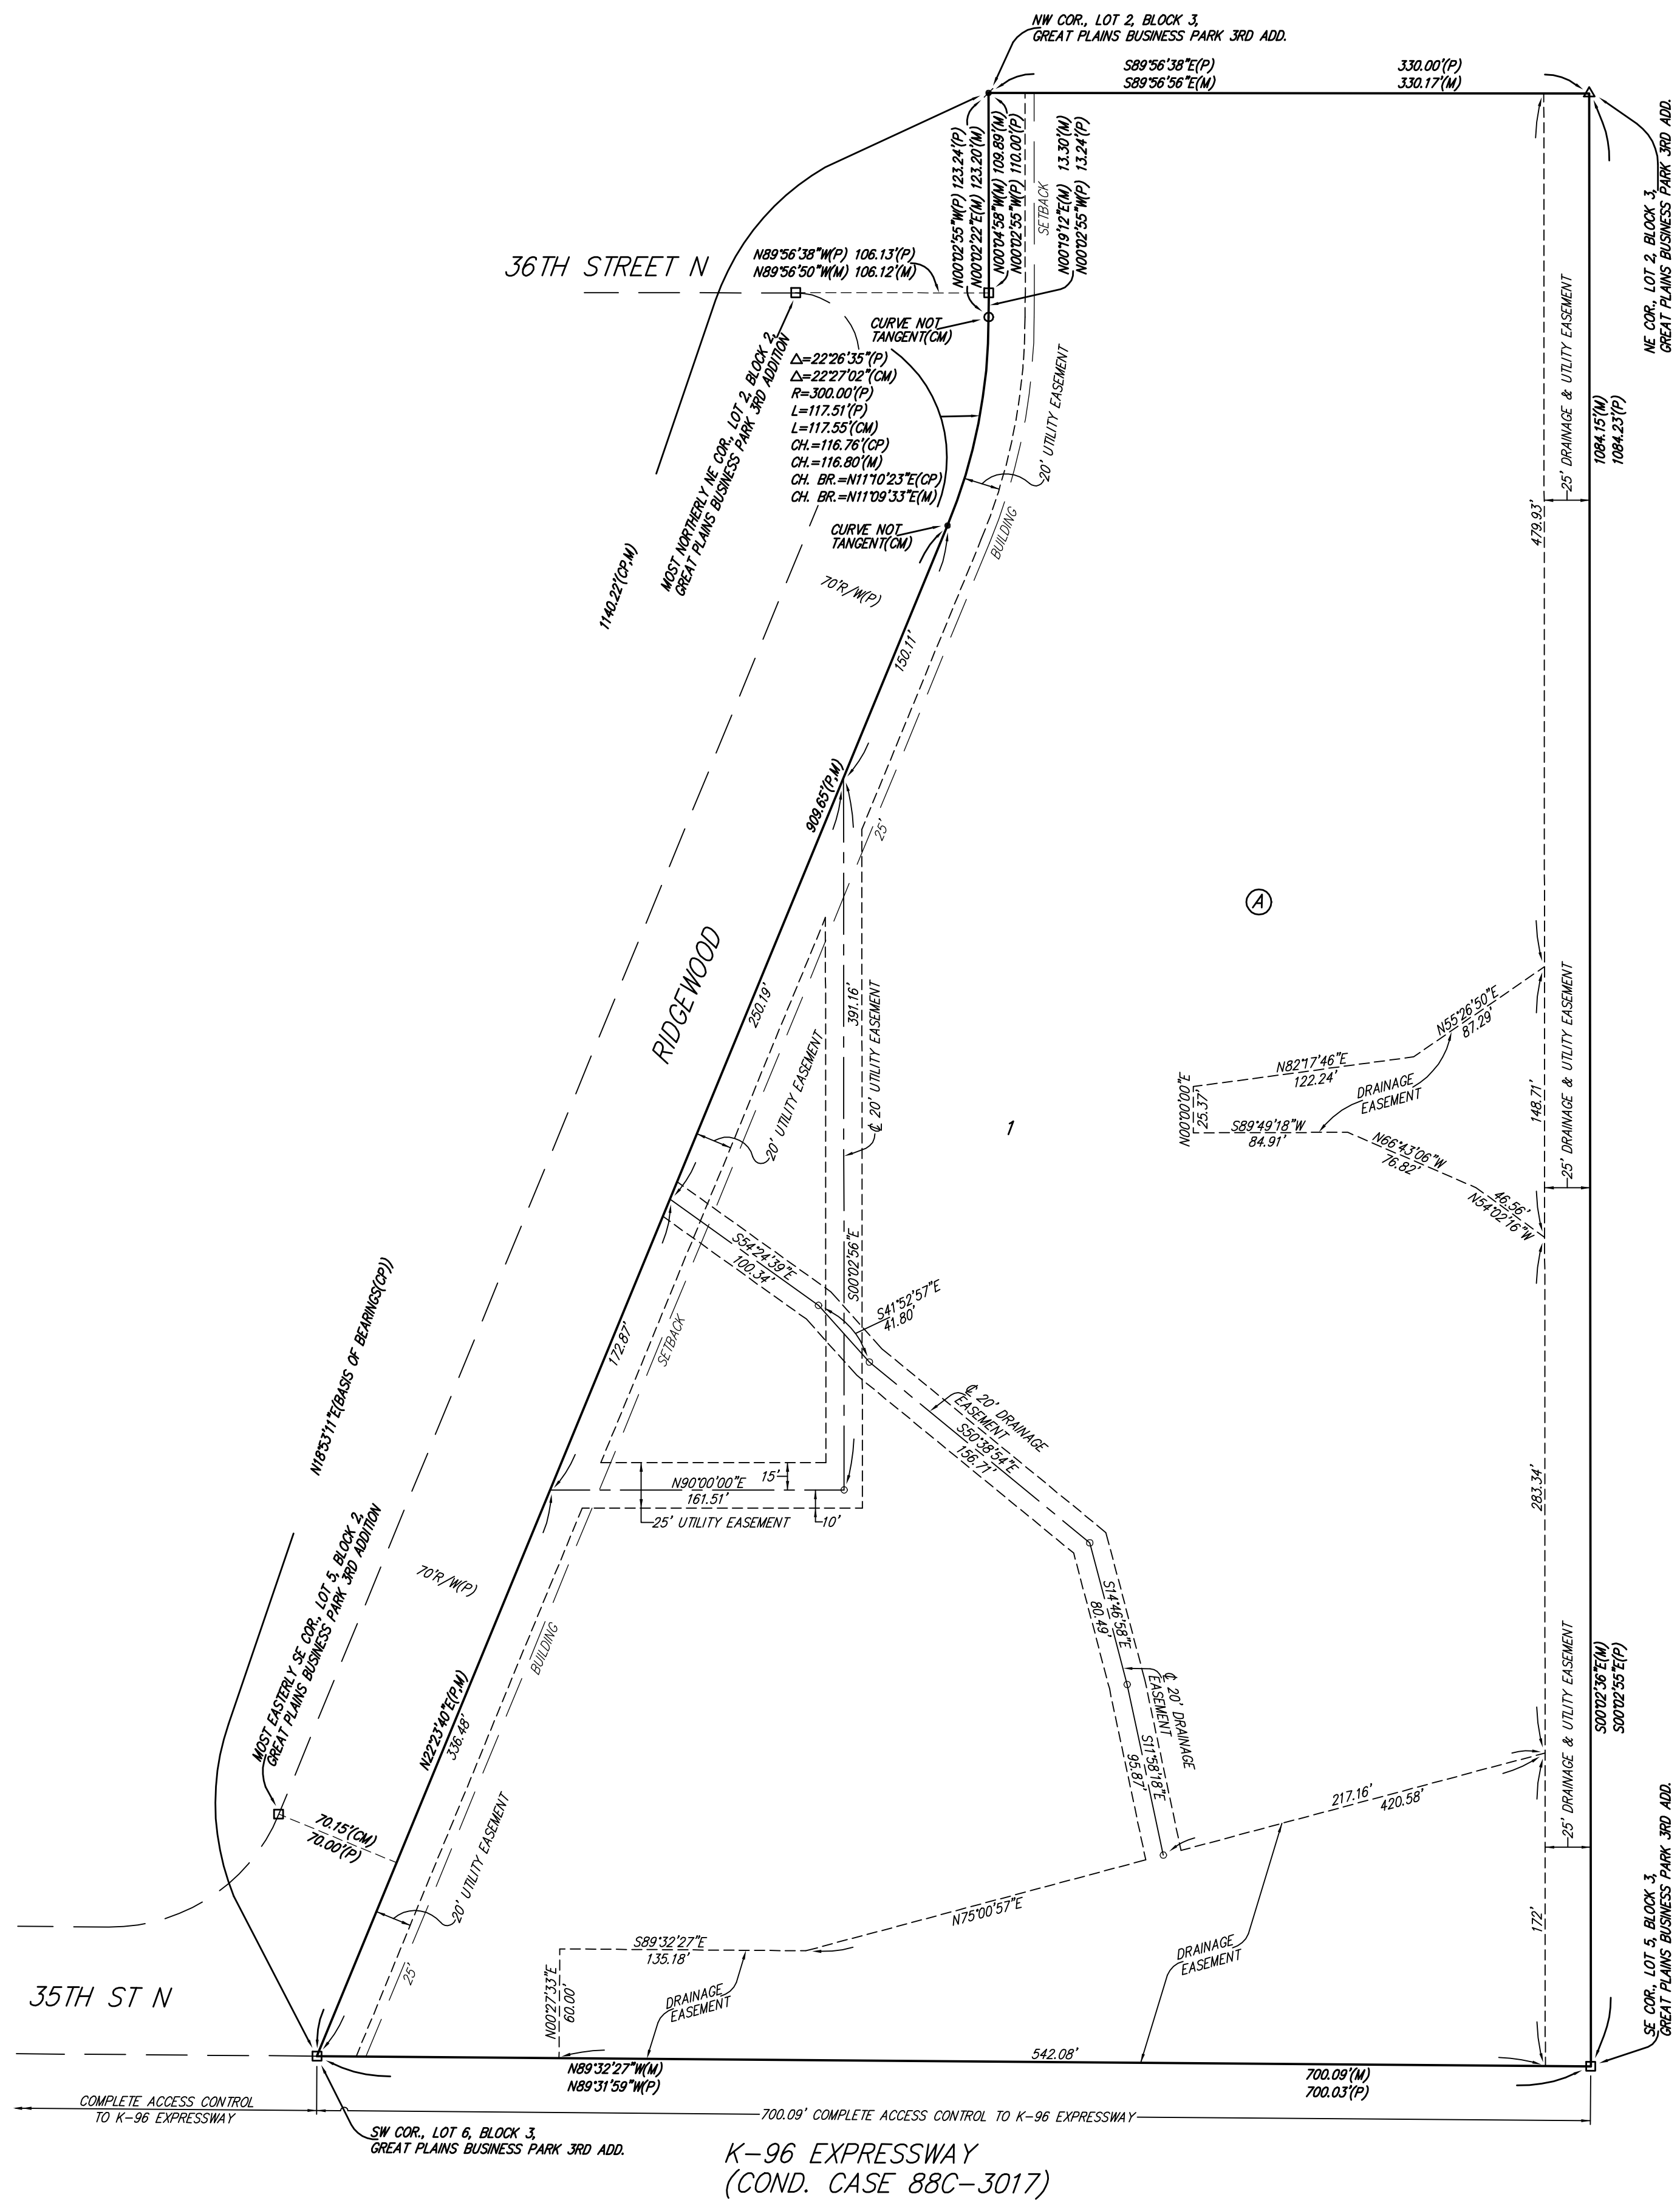 NW COR., LOT 2, BLOCK 3,
GREAT PLAINS BUSINESS PARK 3RD ADD.
S89°56'38"E(P)
330.00'(P)
S89°56'56"E(M)
330.17'(M)
NE COR., LOT 2, BLOCK 3,
GREAT PLAINS BUSINESS PARK 3RD ADD.
N00°02'55"W(P) 123.24'(P)
N00°02'22"E(M) 123.20'(M)
N00°04'58"W(M) 109.89'(M)
N00°02'55"W(P) 110.00'(P)
SETBACK
N00°19'12"E(M) 13.30'(M)
N00°02'55"W(P) 13.24'(P)
36TH STREET N
N89°56'38"W(P) 106.13'(P)
N89°56'50"W(M) 106.12'(M)
CURVE NOT
TANGENT(CM)
MOST NORTHERLY NE COR., LOT 2, BLOCK 2,
GREAT PLAINS BUSINESS PARK 3RD ADDITION
△=22°26'35"(P)
△=22°27'02"(CM)
R=300.00'(P)
L=117.51'(P)
L=117.55'(CM)
CH.=116.76'(CP)
CH.=116.80'(M)
CH. BR.=N11°10'23"E(CP)
CH. BR.=N11°09'33"E(M)
20' UTILITY EASEMENT
25' DRAINAGE & UTILITY EASEMENT
1084.15'(M)
1084.23'(P)
479.93'
CURVE NOT
TANGENT(CM)
BUILDING
1140.22'(CP,M)
70'R/W(P)
150.11'
909.65'(P,M)
25'
A
RIDGEWOOD
250.19'
391.16'
℄ 20' UTILITY EASEMENT
20' UTILITY EASEMENT
N55°26'50"E
87.29'
N82°17'46"E
122.24'
N00°00'00"E
25.37'
DRAINAGE
EASEMENT
S89°49'18"W
84.91'
N66°43'06"W
76.82'
46.56'
N54°02'16"W
148.71'
25' DRAINAGE & UTILITY EASEMENT
1
S54°24'39"E
100.34'
S00°02'56"E
S41°52'57"E
41.80'
N18°53'11"E(BASIS OF BEARINGS(CP))
172.87'
SETBACK
℄ 20' DRAINAGE
EASEMENT
S50°38'54"E
156.71'
15'
N90°00'00"E
161.51'
25' UTILITY EASEMENT
10'
283.34'
MOST EASTERLY SE COR., LOT 5, BLOCK 2,
GREAT PLAINS BUSINESS PARK 3RD ADDITION
70'R/W(P)
S14°46'58"E
80.49'
BUILDING
N22°23'40"E(P,M)
336.48'
℄ 20' DRAINAGE
EASEMENT
S11°58'18"E
95.87'
25' DRAINAGE & UTILITY EASEMENT
S00°02'36"E(M)
S00°02'55"E(P)
70.15'(CM)
70.00'(P)
20' UTILITY EASEMENT
217.16'
420.58'
N75°00'57"E
172'
35TH ST N
25'
S89°32'27"E
135.18'
N00°27'33"E
60.00'
DRAINAGE
EASEMENT
DRAINAGE
EASEMENT
SE COR., LOT 5, BLOCK 3,
GREAT PLAINS BUSINESS PARK 3RD ADD.
542.08'
N89°32'27"W(M)
N89°31'59"W(P)
700.09'(M)
700.03'(P)
COMPLETE ACCESS CONTROL
TO K-96 EXPRESSWAY
700.09' COMPLETE ACCESS CONTROL TO K-96 EXPRESSWAY
SW COR., LOT 6, BLOCK 3,
GREAT PLAINS BUSINESS PARK 3RD ADD.
K-96 EXPRESSWAY
(COND. CASE 88C-3017)